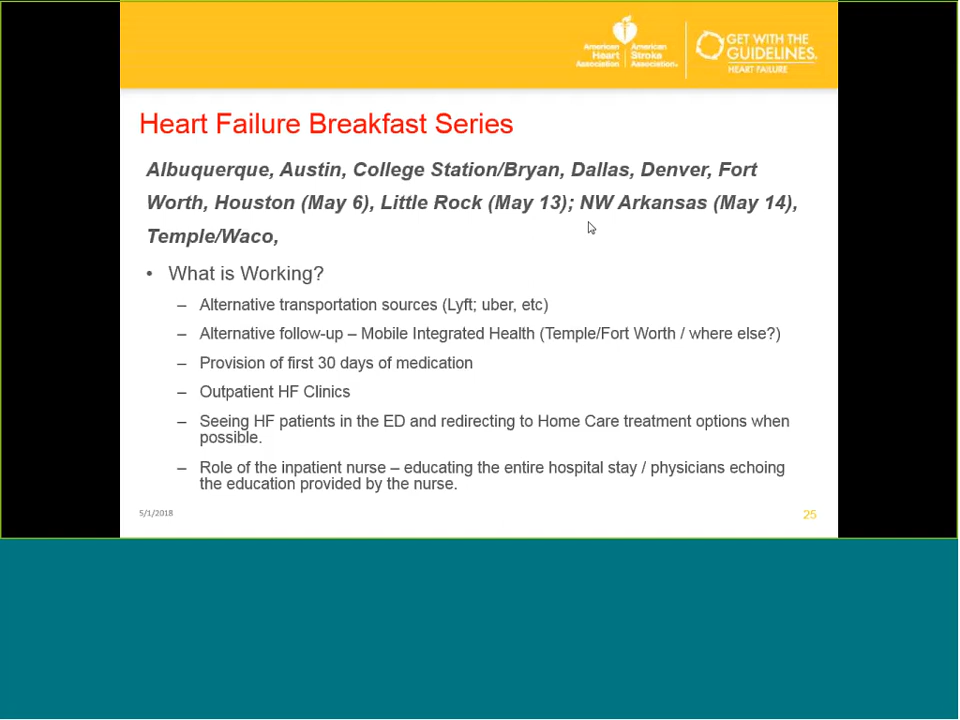 American Heart Association
American Stroke Association®
GET WITH THE
GUIDELINES®
HEART FAILURE
Heart Failure Breakfast Series
Albuquerque, Austin, College Station/Bryan, Dallas, Denver, Fort
Worth, Houston (May 6), Little Rock (May 13); NW Arkansas (May 14),
Temple/Waco,
• What is Working?
– Alternative transportation sources (Lyft; uber, etc)
– Alternative follow-up – Mobile Integrated Health (Temple/Fort Worth / where else?)
– Provision of first 30 days of medication
– Outpatient HF Clinics
– Seeing HF patients in the ED and redirecting to Home Care treatment options when
possible.
– Role of the inpatient nurse – educating the entire hospital stay / physicians echoing
the education provided by the nurse.
5/1/2018
25